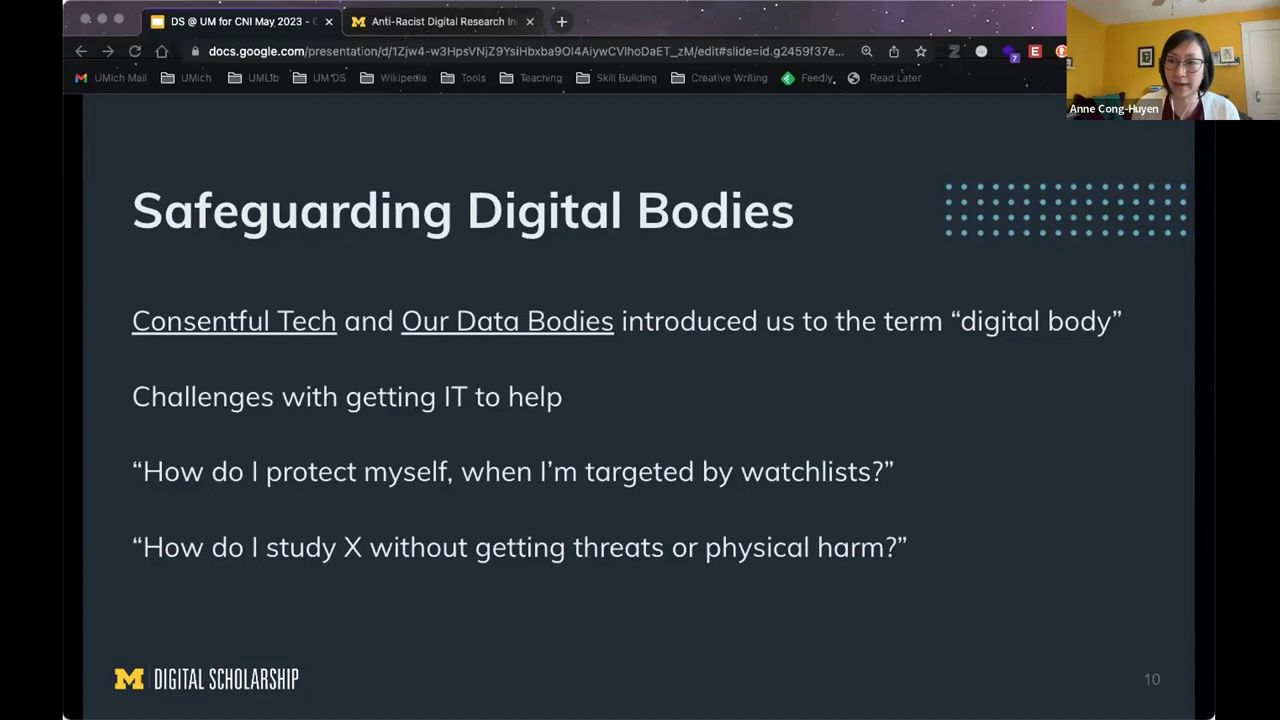 DS @ UM for CNI May 2023 - G
Anti-Racist Digital Research In
docs.google.com/presentation/d/1Zjw4-w3HpsVNjZ9YsiHbxba9OI4AiywCVlhoDaET_zM/edit#slide=id.g2459f37e...
7
UMich Mail
UMich
UMLib
UM DS
Wikipedia
Tools
Teaching
Skill Building
Creative Writing
Feedly.
Read Later
Anne Cong-Huyen
Safeguarding Digital Bodies
Consentful Tech and Our Data Bodies introduced us to the term “digital body”
Challenges with getting IT to help
“How do I protect myself, when I’m targeted by watchlists?”
“How do I study X without getting threats or physical harm?”
M DIGITAL SCHOLARSHIP
10